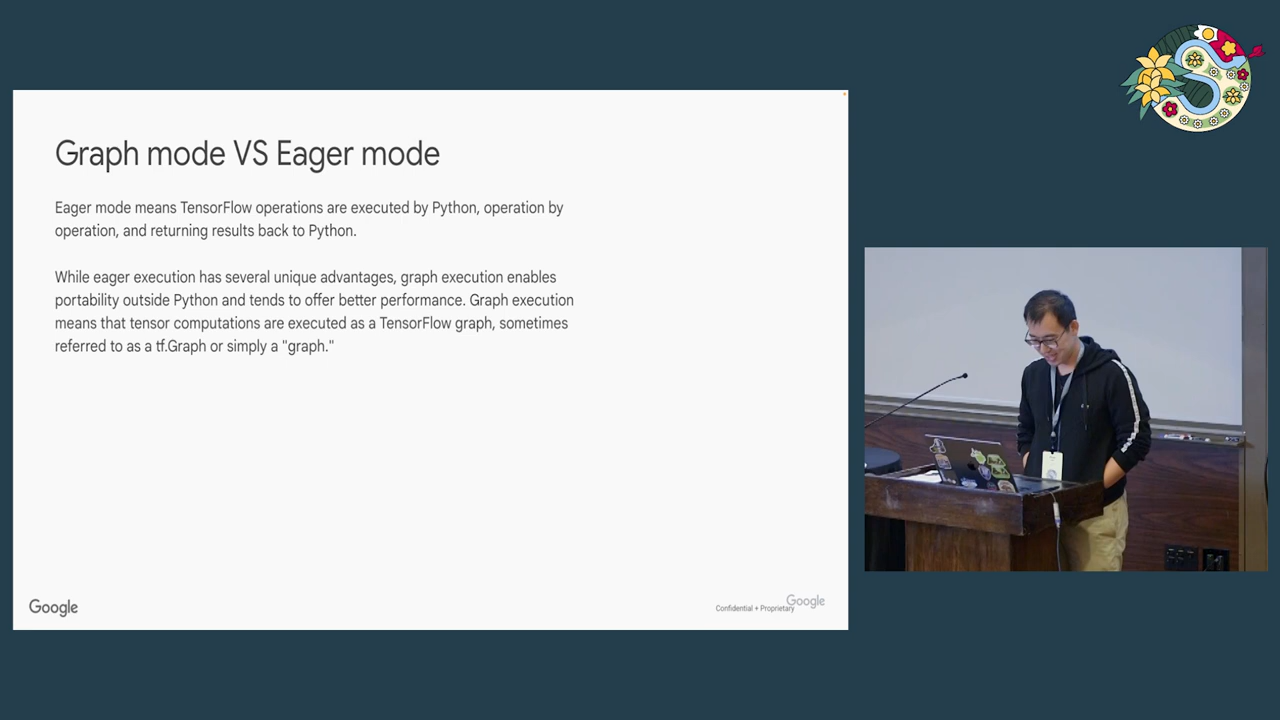 Graph mode VS Eager mode
Eager mode means TensorFlow operations are executed by Python, operation by
operation, and returning results back to Python.
While eager execution has several unique advantages, graph execution enables
portability outside Python and tends to offer better performance. Graph execution
means that tensor computations are executed as a TensorFlow graph, sometimes
referred to as a tf.Graph or simply a "graph."
Google
Confidential + Proprietary
Google